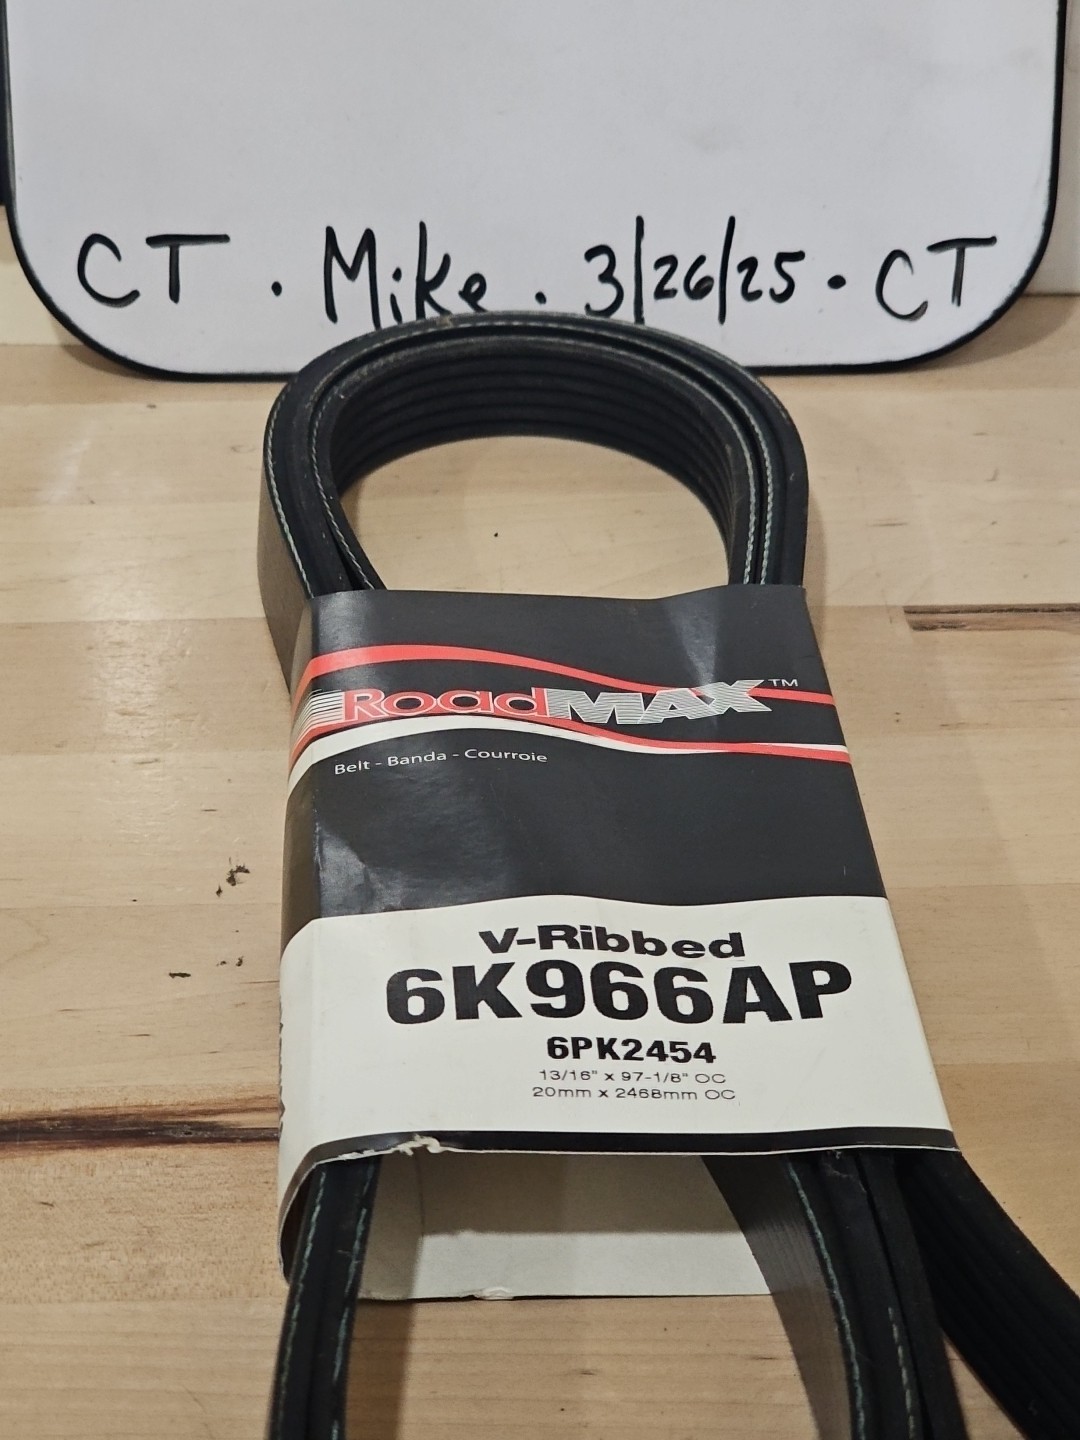 CT . Mike . 3/26/25 . CT
RoadMAX™
Belt - Banda - Courroie
V-Ribbed
6K966AP
6PK2454
13/16" x 97-1/8" OC
20mm x 2468mm OC